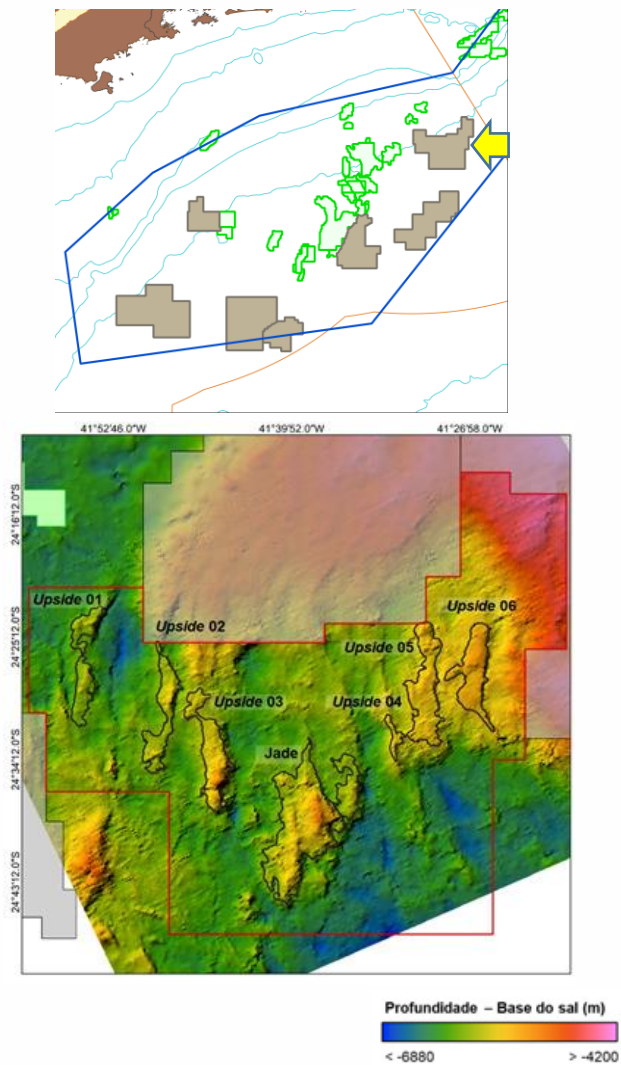 41°52'46.0"W 41°39'52.0"W 41°26'58.0"W
24°16'12.0"S
24°25'12.0"S
24°34'12.0"S
24°43'12.0"S
Upside 01
Upside 02
Upside 06
Upside 05
Upside 03
Upside 04
Jade
Profundidade – Base do sal (m)
< -6880 > -4200